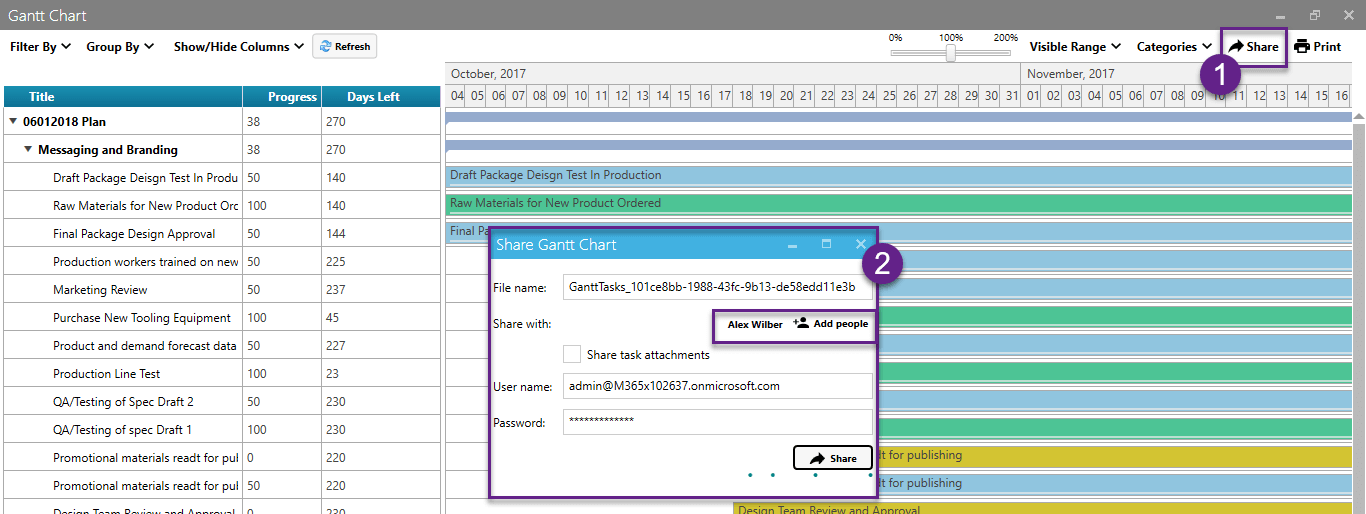 Gantt Chart
Filter By Group By Show/Hide Columns Refresh 0% 100% 200% Visible Range Categories Share Print
1
October, 2017 November, 2017
Title Progress Days Left 04 05 06 07 08 09 10 11 12 13 14 15 16 17 18 19 20 21 22 23 24 25 26 27 28 29 30 31 01 02 03 04 05 06 07 08 09 10 11 12 13 14 15 16
06012018 Plan 38 270
Messaging and Branding 38 270
Draft Package Deisgn Test In Produ 50 140 Draft Package Deisgn Test In Production
Raw Materials for New Product Orc 100 140 Raw Materials for New Product Ordered
Final Package Design Approval 50 144 Final Pa
Share Gantt Chart
2
Production workers trained on new 50 225
Marketing Review 50 237
File name: GanttTasks_101ce8bb-1988-43fc-9b13-de58edd11e3b
Purchase New Tooling Equipment 100 45
Share with: Alex Wilber Add people
Product and demand forecast data 50 227
Share task attachments
Production Line Test 100 23
User name: admin@M365x102637.onmicrosoft.com
QA/Testing of Spec Draft 2 50 230
Password: *************
QA/Testing of spec Draft 1 100 230
Promotional materials readt for pul 0 220 dt for publishing
Share
Promotional materials readt for pul 50 220 dt for publishing
Design Team Review and Approval 0 230 Design Team Review and Approval